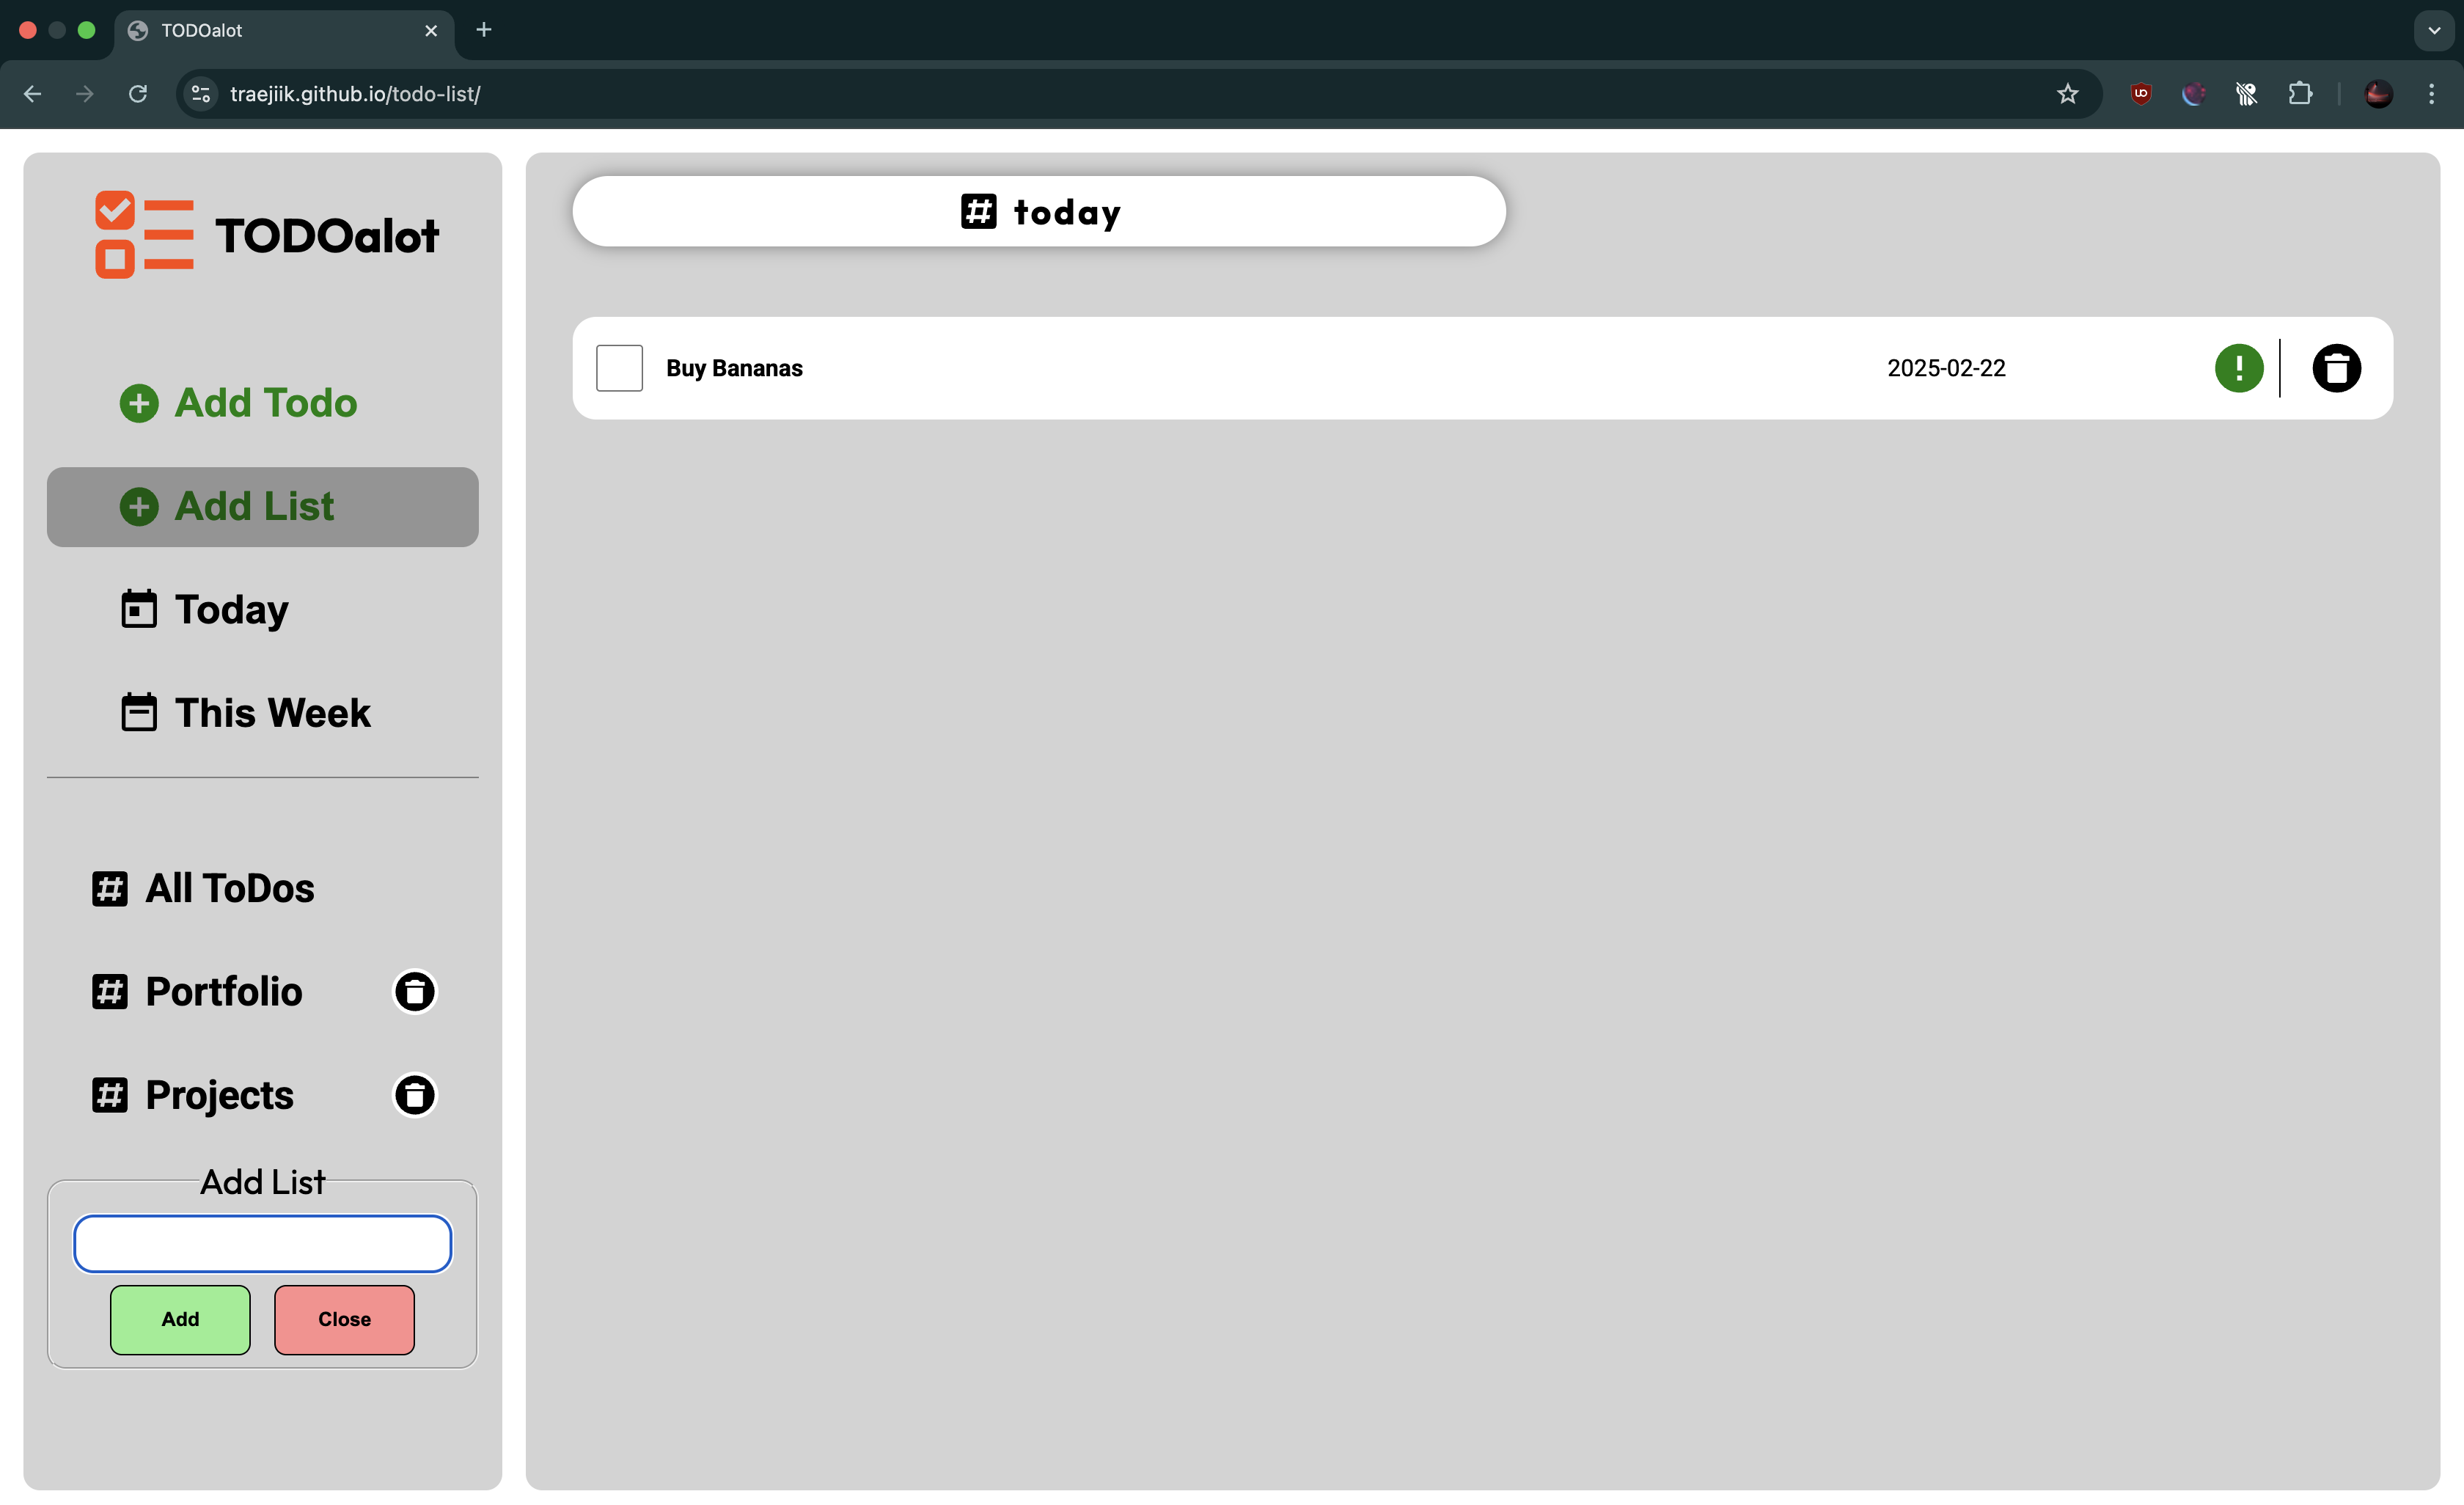 TODOalot
traejiik.github.io/todo-list/
TODOalot
Add Todo
Add List
Today
This Week
All ToDos
Portfolio
Projects
Add List
Add
Close
# today
Buy Bananas
2025-02-22